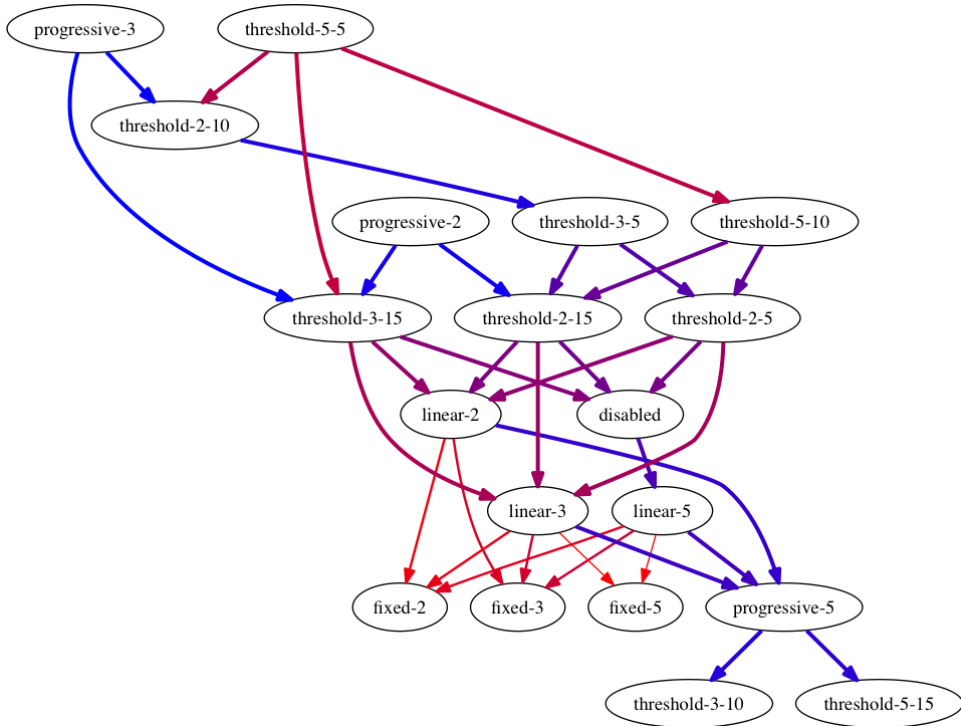 progressive-3
threshold-5-5
threshold-2-10
progressive-2
threshold-3-5
threshold-5-10
threshold-3-15
threshold-2-15
threshold-2-5
linear-2
disabled
linear-3
linear-5
fixed-2
fixed-3
fixed-5
progressive-5
threshold-3-10
threshold-5-15